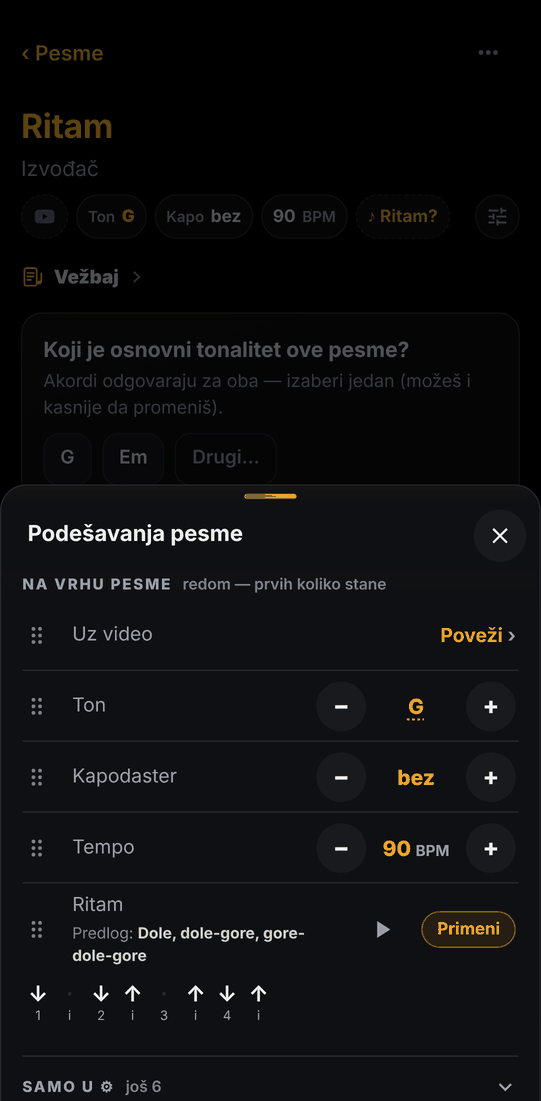 ‹ Pesme
Ritam
Izvođač
Ton G
Kapo bez
90 BPM
♪ Ritam?
Vežbaj ›
Koji je osnovni tonalitet ove pesme?
Akordi odgovaraju za oba — izaberi jedan (možeš i
kasnije da promeniš).
G
Em
Drugi...
Podešavanja pesme
NA VRHU PESME redom — prvih koliko stane
Uz video
Poveži ›
Ton
− G +
Kapodaster
− bez +
Tempo
− 90 BPM +
Ritam
Predlog: Dole, dole-gore, gore-
dole-gore
Primeni
↓ · ↓ ↑ · ↑ ↓ ↑
1 i 2 i 3 i 4 i
SAMO U ⚙ još 6